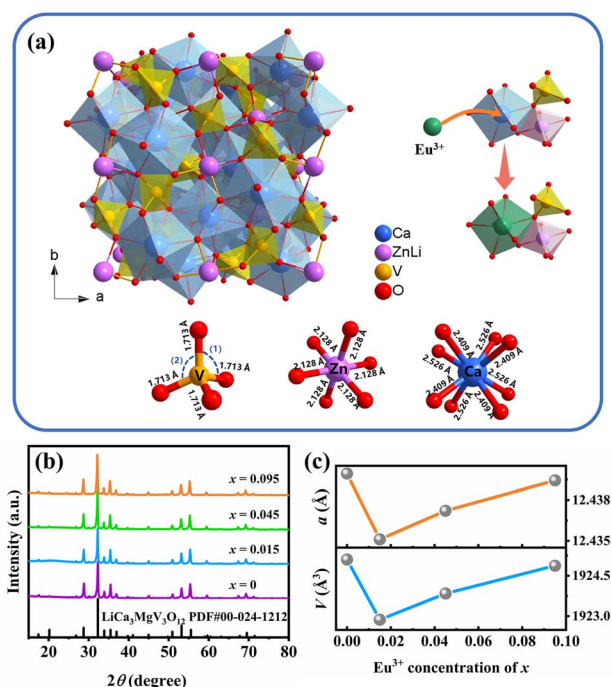 (a)
Eu³⁺
b
a
Ca
ZnLi
V
O
1.713 Å
(2)
(1)
1.713 Å
1.713 Å
V
1.713 Å
2.128 Å
2.128 Å
2.128 Å
Zn
2.128 Å
2.128 Å
2.128 Å
2.409 Å
2.526 Å
2.526 Å
2.409 Å
Ca
2.409 Å
2.526 Å
2.526 Å
2.409 Å
(b)
x = 0.095
x = 0.045
x = 0.015
x = 0
LiCa₃MgV₃O₁₂ PDF#00-024-1212
Intensity (a.u.)
20 30 40 50 60 70 80
2θ (degree)
(c)
a (Å)
12.438
12.435
V (Å³)
1924.5
1923.0
0.00 0.02 0.04 0.06 0.08 0.10
Eu³⁺ concentration of x